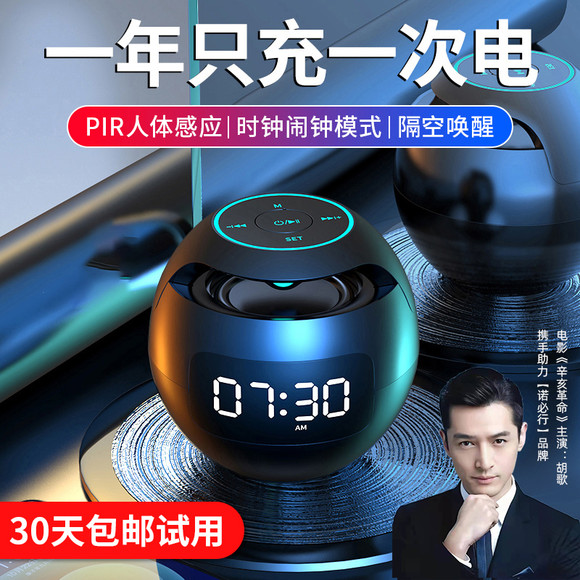 一年只充一次电
PIR人体感应|时钟闹钟模式|隔空唤醒
M
SET
07:30
AM
电影《辛亥革命》主演：胡歌
携手助力【诺必行】品牌
30天包邮试用